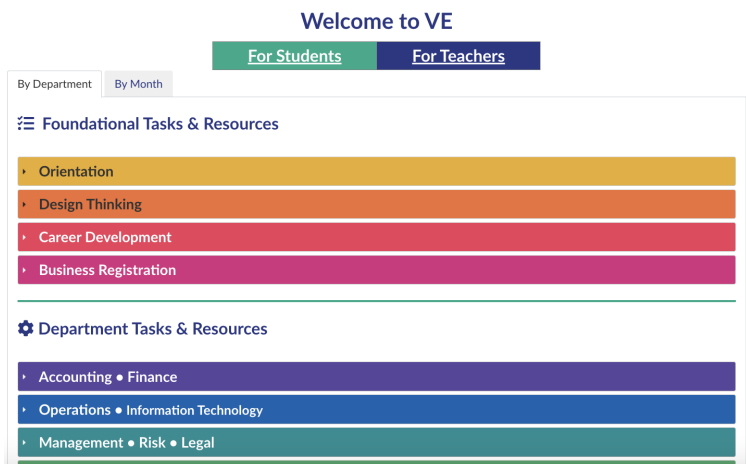 Welcome to VE
For Students For Teachers
By Department By Month
Foundational Tasks & Resources
Orientation
Design Thinking
Career Development
Business Registration
Department Tasks & Resources
Accounting ● Finance
Operations ● Information Technology
Management ● Risk ● Legal